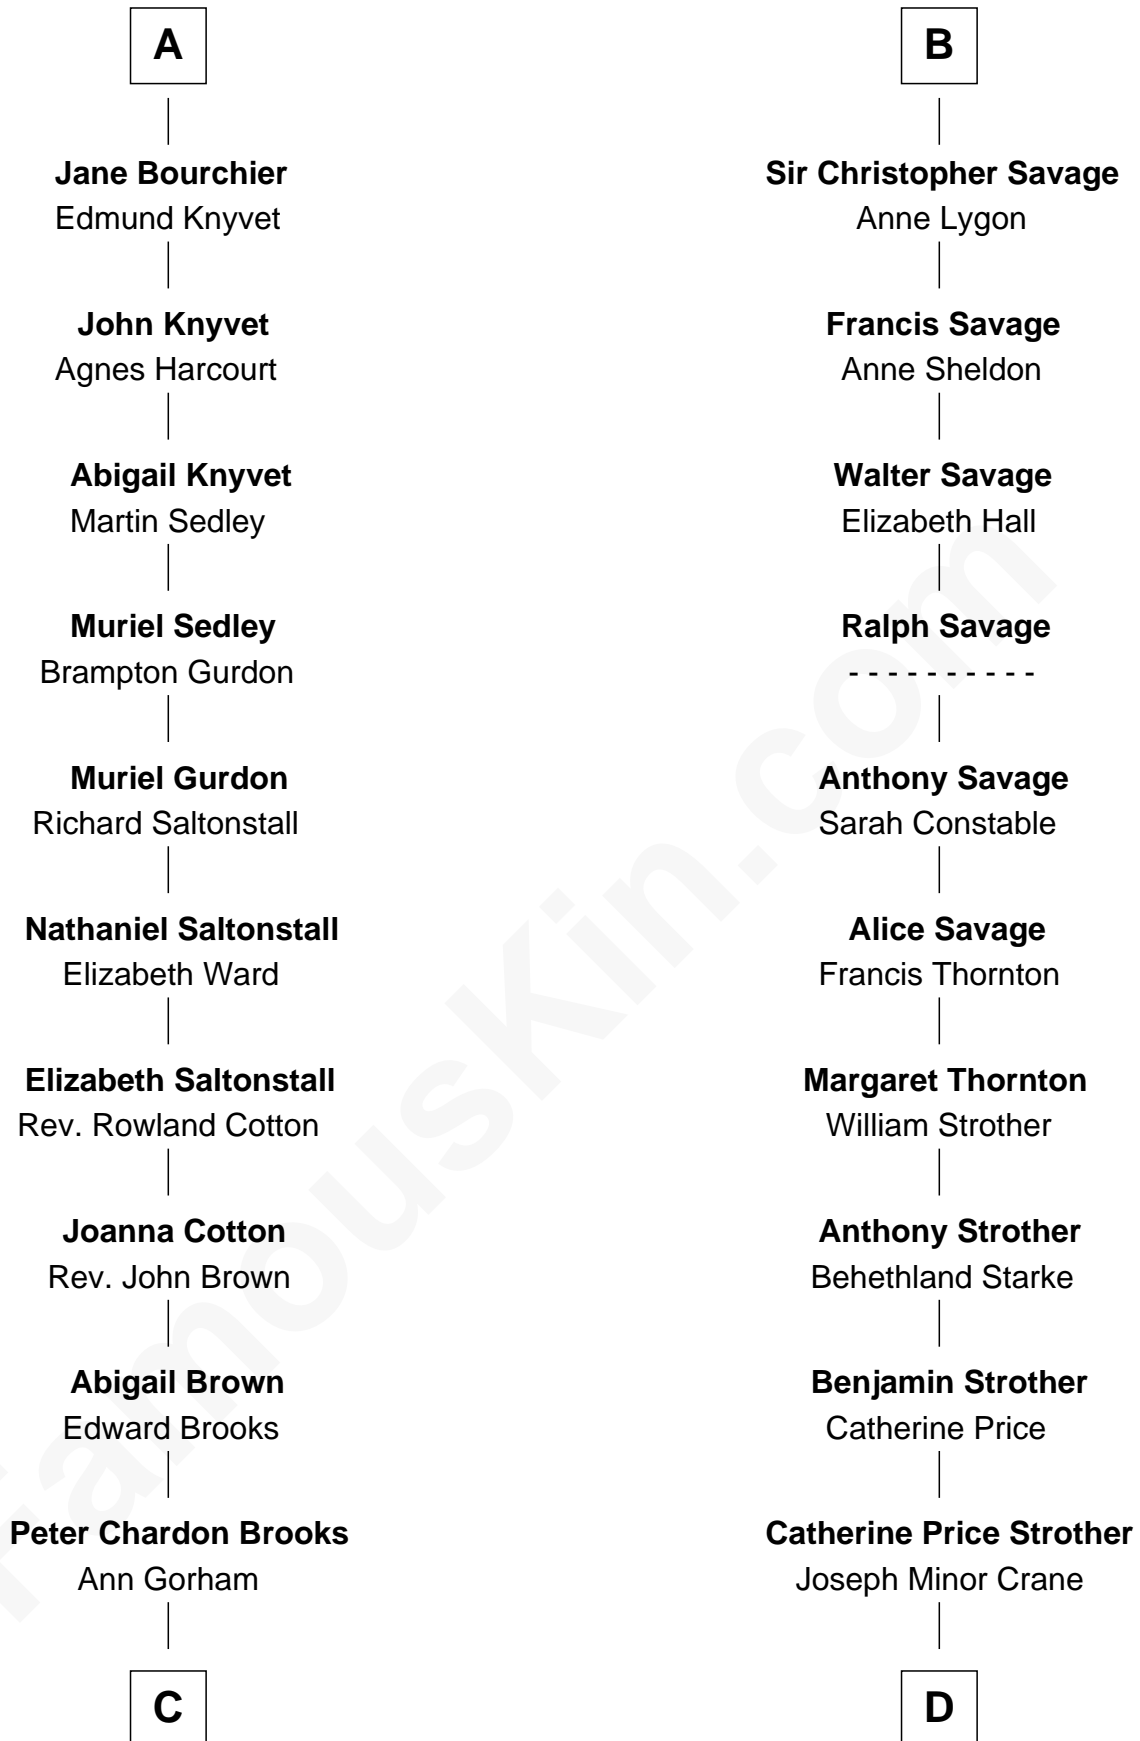 A
Jane Bourchier
Edmund Knyvet
John Knyvet
Agnes Harcourt
Abigail Knyvet
Martin Sedley
Muriel Sedley
Brampton Gurdon
Muriel Gurdon
Richard Saltonstall
Nathaniel Saltonstall
Elizabeth Ward
Elizabeth Saltonstall
Rev. Rowland Cotton
Joanna Cotton
Rev. John Brown
Abigail Brown
Edward Brooks
Peter Chardon Brooks
Ann Gorham
C
B
Sir Christopher Savage
Anne Lygon
Francis Savage
Anne Sheldon
Walter Savage
Elizabeth Hall
Ralph Savage
- - - - - - - - - -
Anthony Savage
Sarah Constable
Alice Savage
Francis Thornton
Margaret Thornton
William Strother
Anthony Strother
Behethland Starke
Benjamin Strother
Catherine Price
Catherine Price Strother
Joseph Minor Crane
D
FamousKin.com